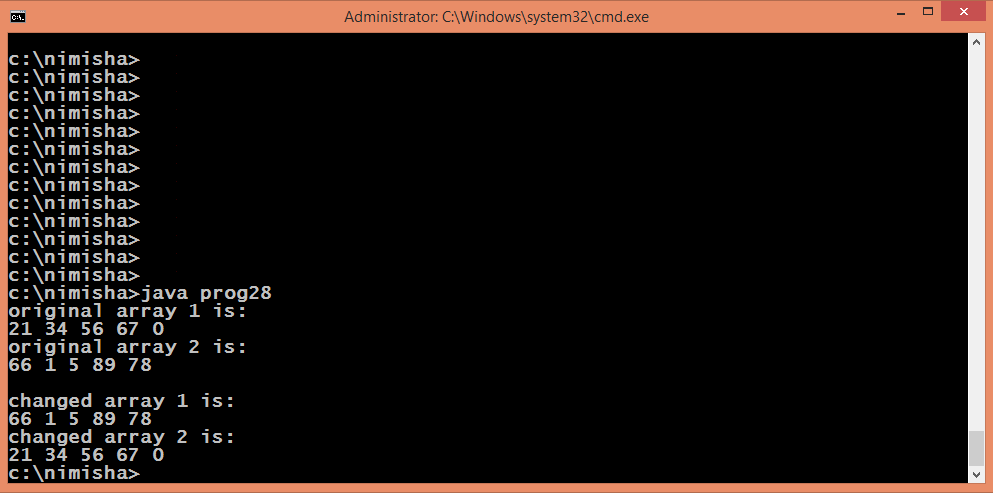 Administrator: C:\Windows\system32\cmd.exe
c:\nimisha>
c:\nimisha>
c:\nimisha>
c:\nimisha>
c:\nimisha>
c:\nimisha>
c:\nimisha>
c:\nimisha>
c:\nimisha>
c:\nimisha>
c:\nimisha>
c:\nimisha>
c:\nimisha>
c:\nimisha>java prog28
original array 1 is:
21 34 56 67 0
original array 2 is:
66 1 5 89 78
changed array 1 is:
66 1 5 89 78
changed array 2 is:
21 34 56 67 0
c:\nimisha>